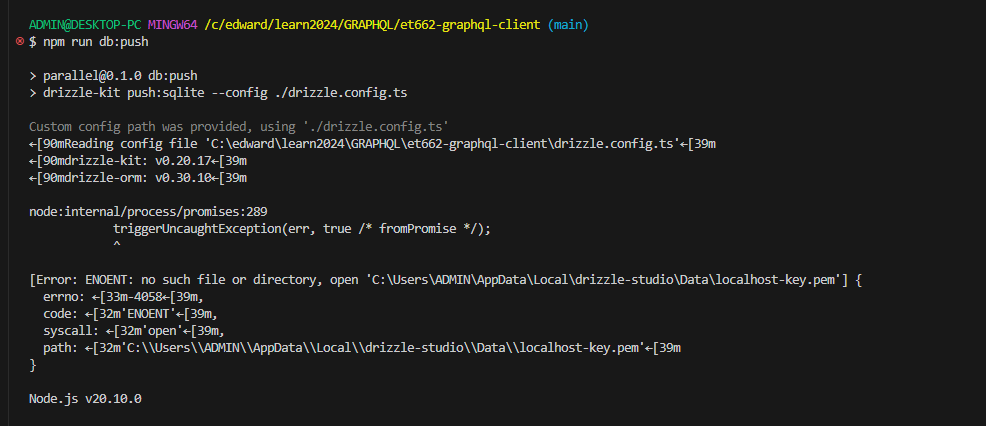 ADMIN@DESKTOP-PC MINGW64 /c/edward/learn2024/GRAPHQL/et662-graphql-client (main)
$ npm run db:push
> parallel@0.1.0 db:push
> drizzle-kit push:sqlite --config ./drizzle.config.ts
Custom config path was provided, using './drizzle.config.ts'
←[90mReading config file 'C:\edward\learn2024\GRAPHQL\et662-graphql-client\drizzle.config.ts'←[39m
←[90mdrizzle-kit: v0.20.17←[39m
←[90mdrizzle-orm: v0.30.10←[39m
node:internal/process/promises:289
            triggerUncaughtException(err, true /* fromPromise */);
            ^
[Error: ENOENT: no such file or directory, open 'C:\Users\ADMIN\AppData\Local\drizzle-studio\Data\localhost-key.pem'] {
  errno: ←[33m-4058←[39m,
  code: ←[32m'ENOENT'←[39m,
  syscall: ←[32m'open'←[39m,
  path: ←[32m'C:\\Users\\ADMIN\\AppData\\Local\\drizzle-studio\\Data\\localhost-key.pem'←[39m
}
Node.js v20.10.0